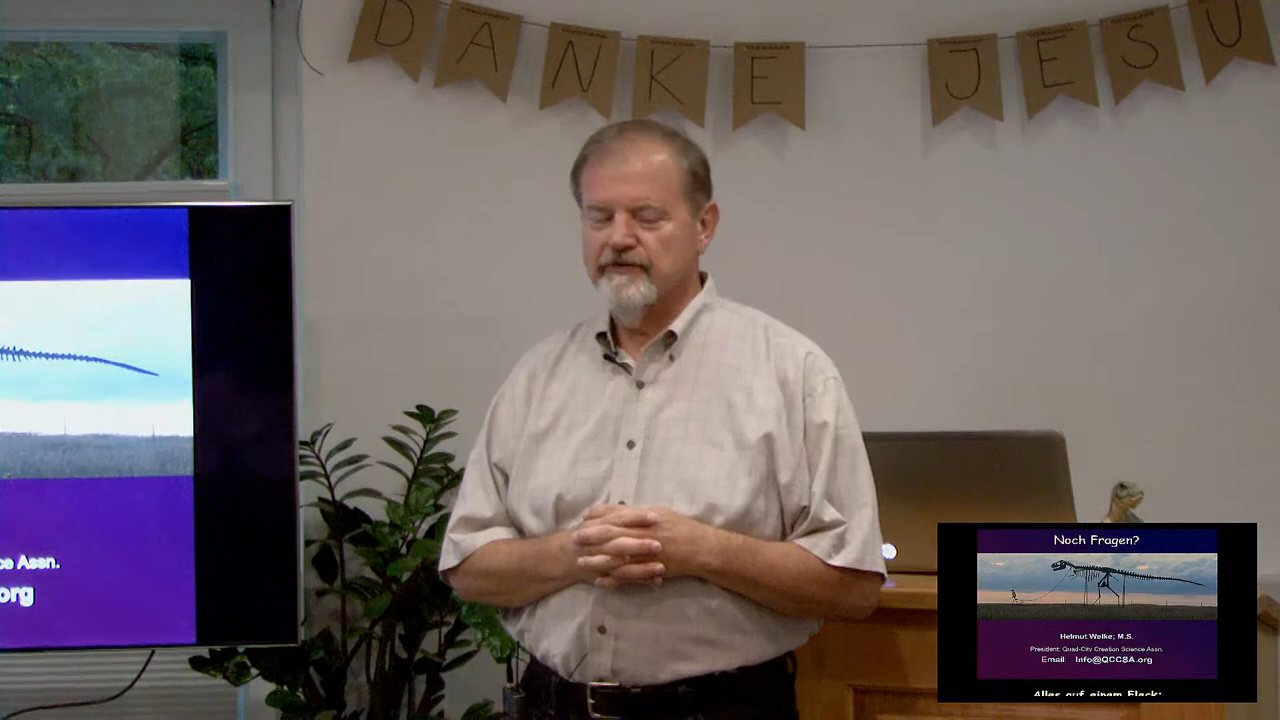 DANKE JESU
ce Assn.
org
Noch Fragen?
Helmut Welke; M.S.
President: Quad-City Creation Science Assn.
Email: Info@QCCSA.org
Alles auf einem Fleck: